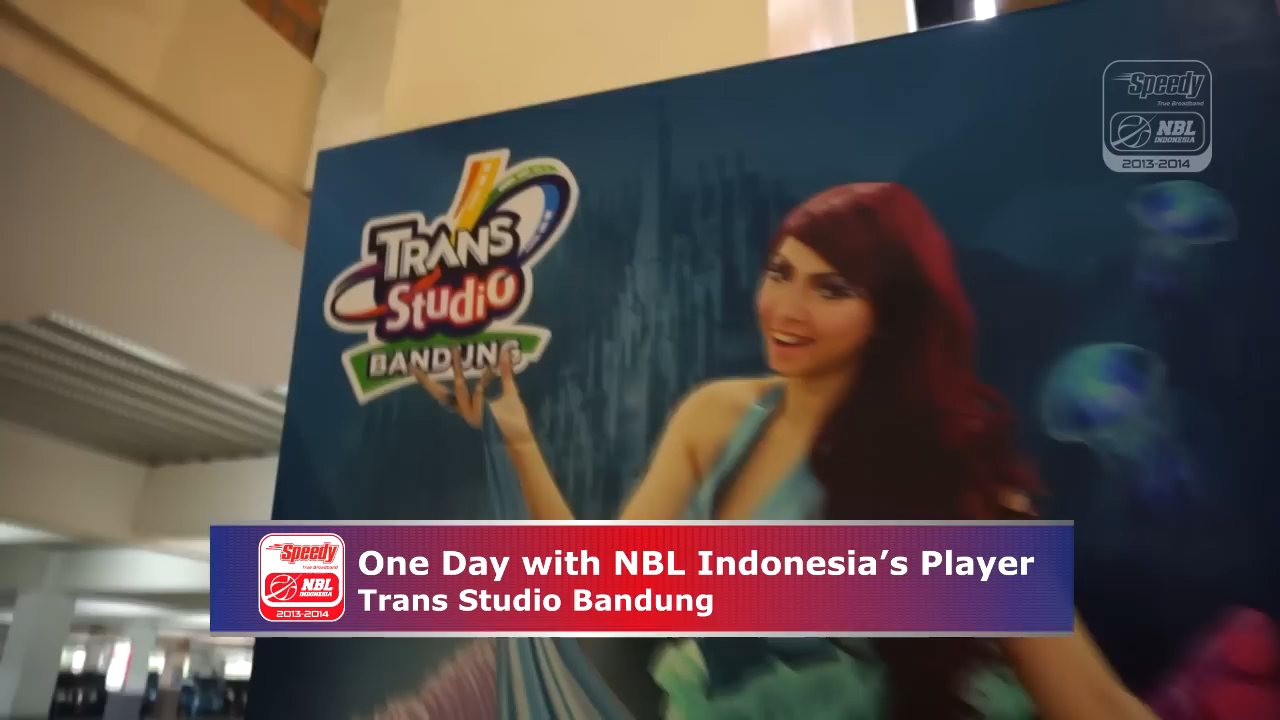 Speedy
True Broadband
NBL
INDONESIA
2013-2014
TRANS
Studio
BANDUNG
Speedy
True Broadband
NBL
INDONESIA
2013-2014
One Day with NBL Indonesia’s Player
Trans Studio Bandung